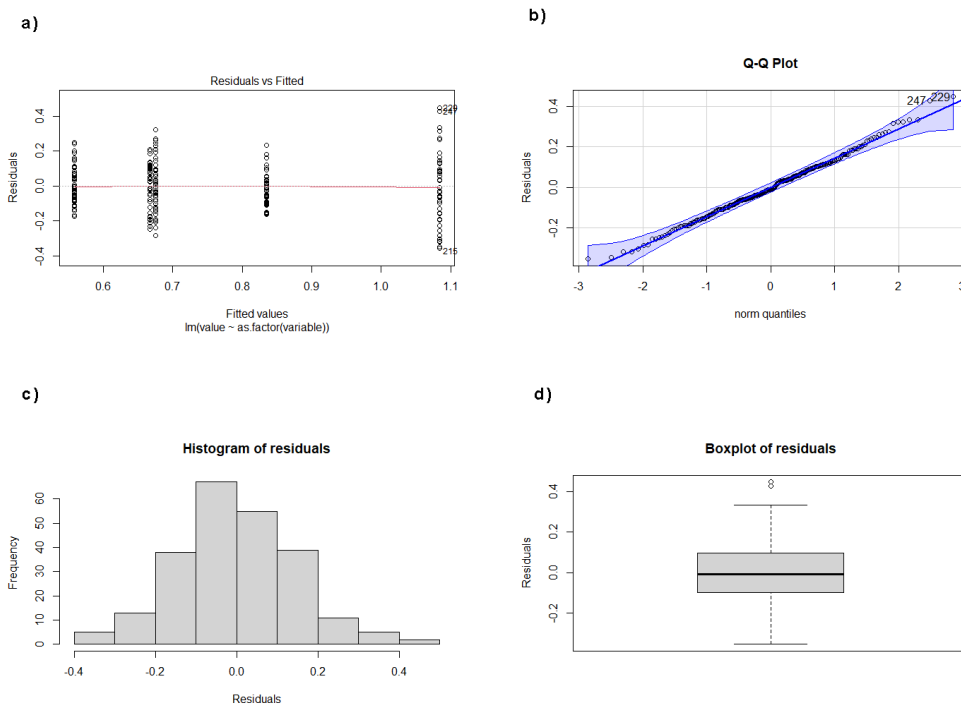 a)
Residuals vs Fitted
Residuals
0.4
0.2
0.0
-0.2
-0.4
229
247
215
0.6 0.7 0.8 0.9 1.0 1.1
Fitted values
lm(value ~ as.factor(variable))
b)
Q-Q Plot
Residuals
0.4
0.2
0.0
-0.2
247 229
-3 -2 -1 0 1 2 3
norm quantiles
c)
Histogram of residuals
Frequency
60
50
40
30
20
10
0
-0.4 -0.2 0.0 0.2 0.4
Residuals
d)
Boxplot of residuals
Residuals
0.4
0.2
0.0
-0.2